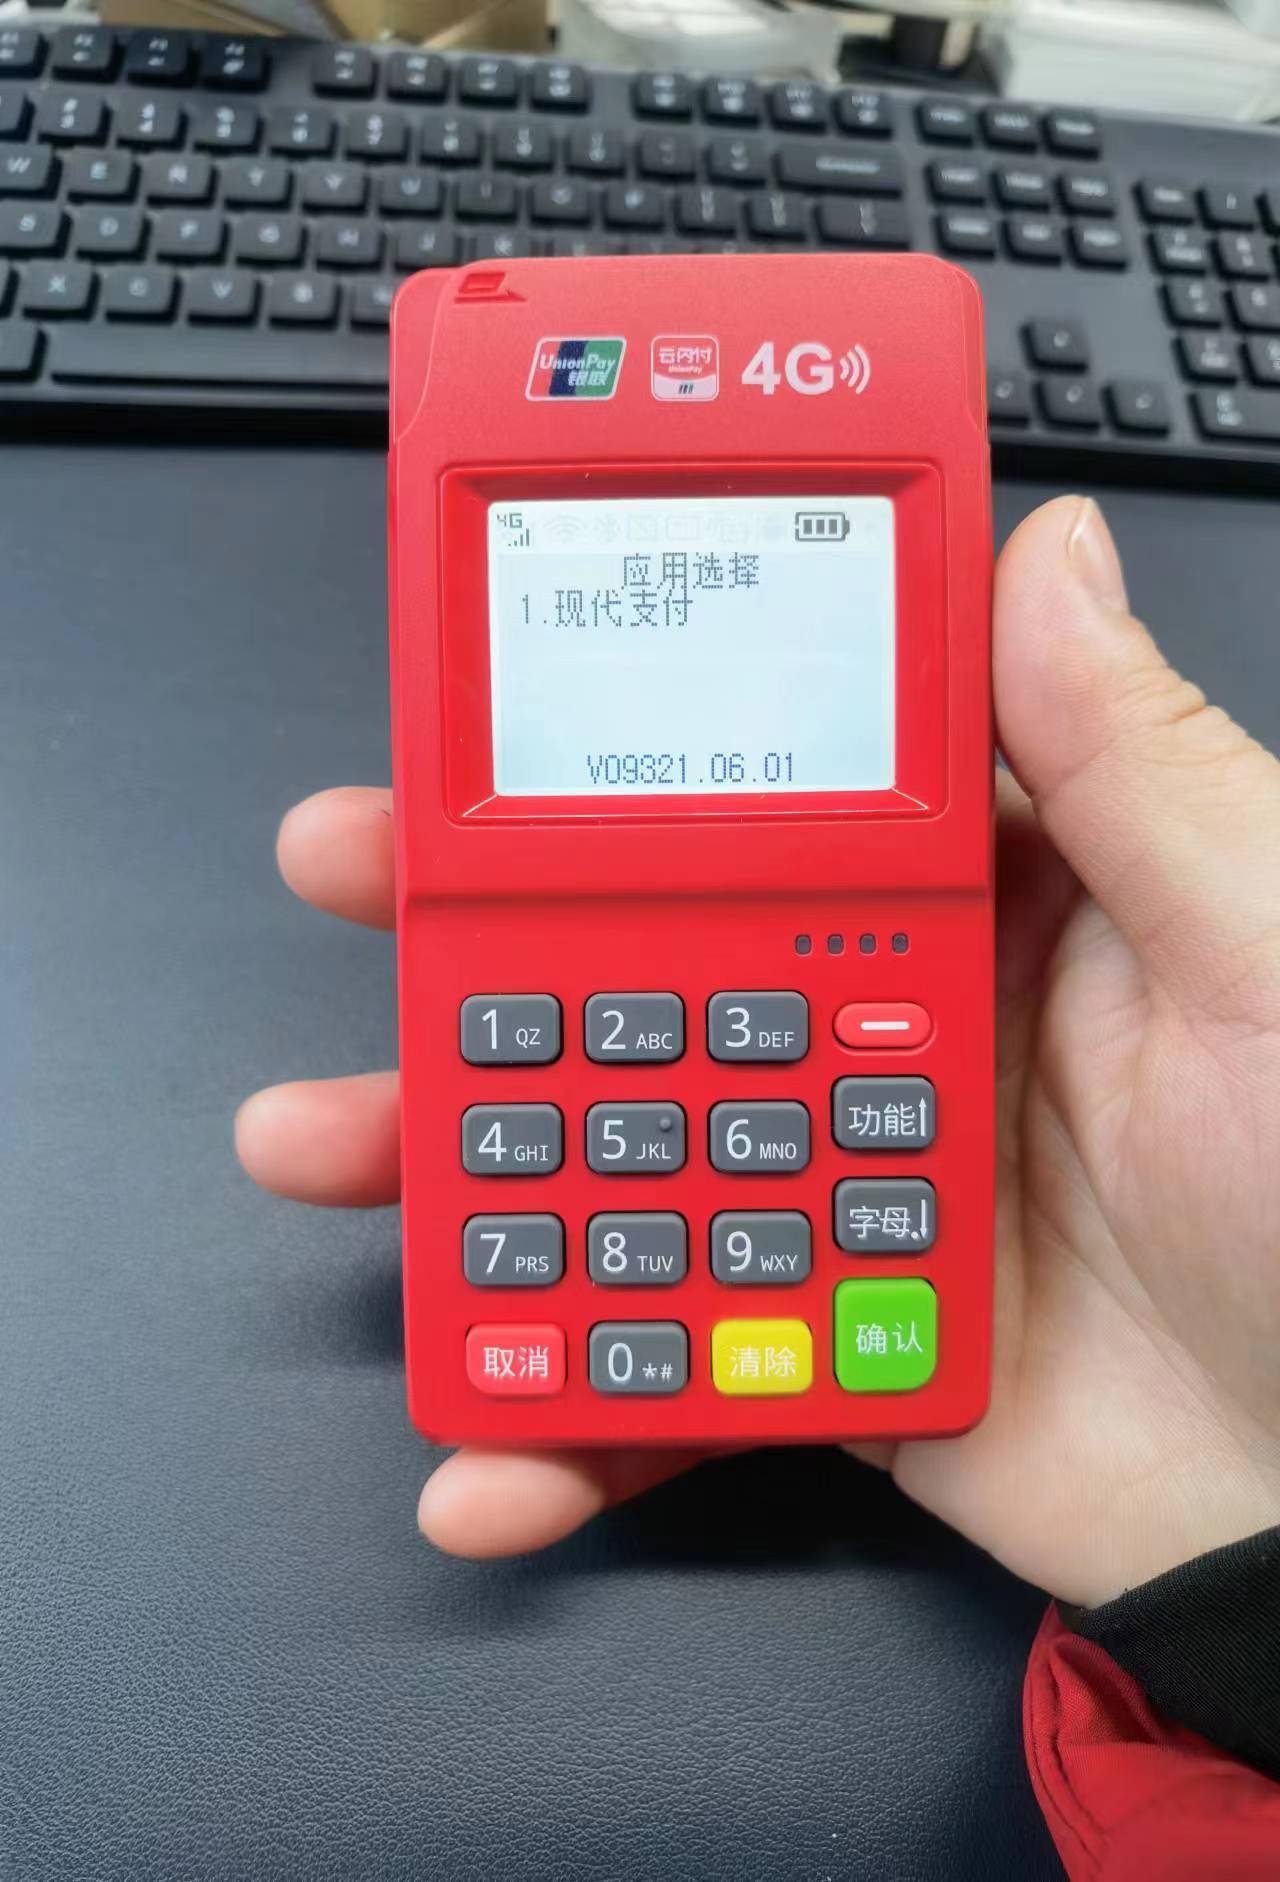 UnionPay
银联
云闪付
UnionPay
4G
4G
应用选择
1.现代支付
V09321.06.01
1 QZ
2 ABC
3 DEF
4 GHI
5 JKL
6 MNO
功能
7 PRS
8 TUV
9 WXY
字母.
取消
0 *#
清除
确认